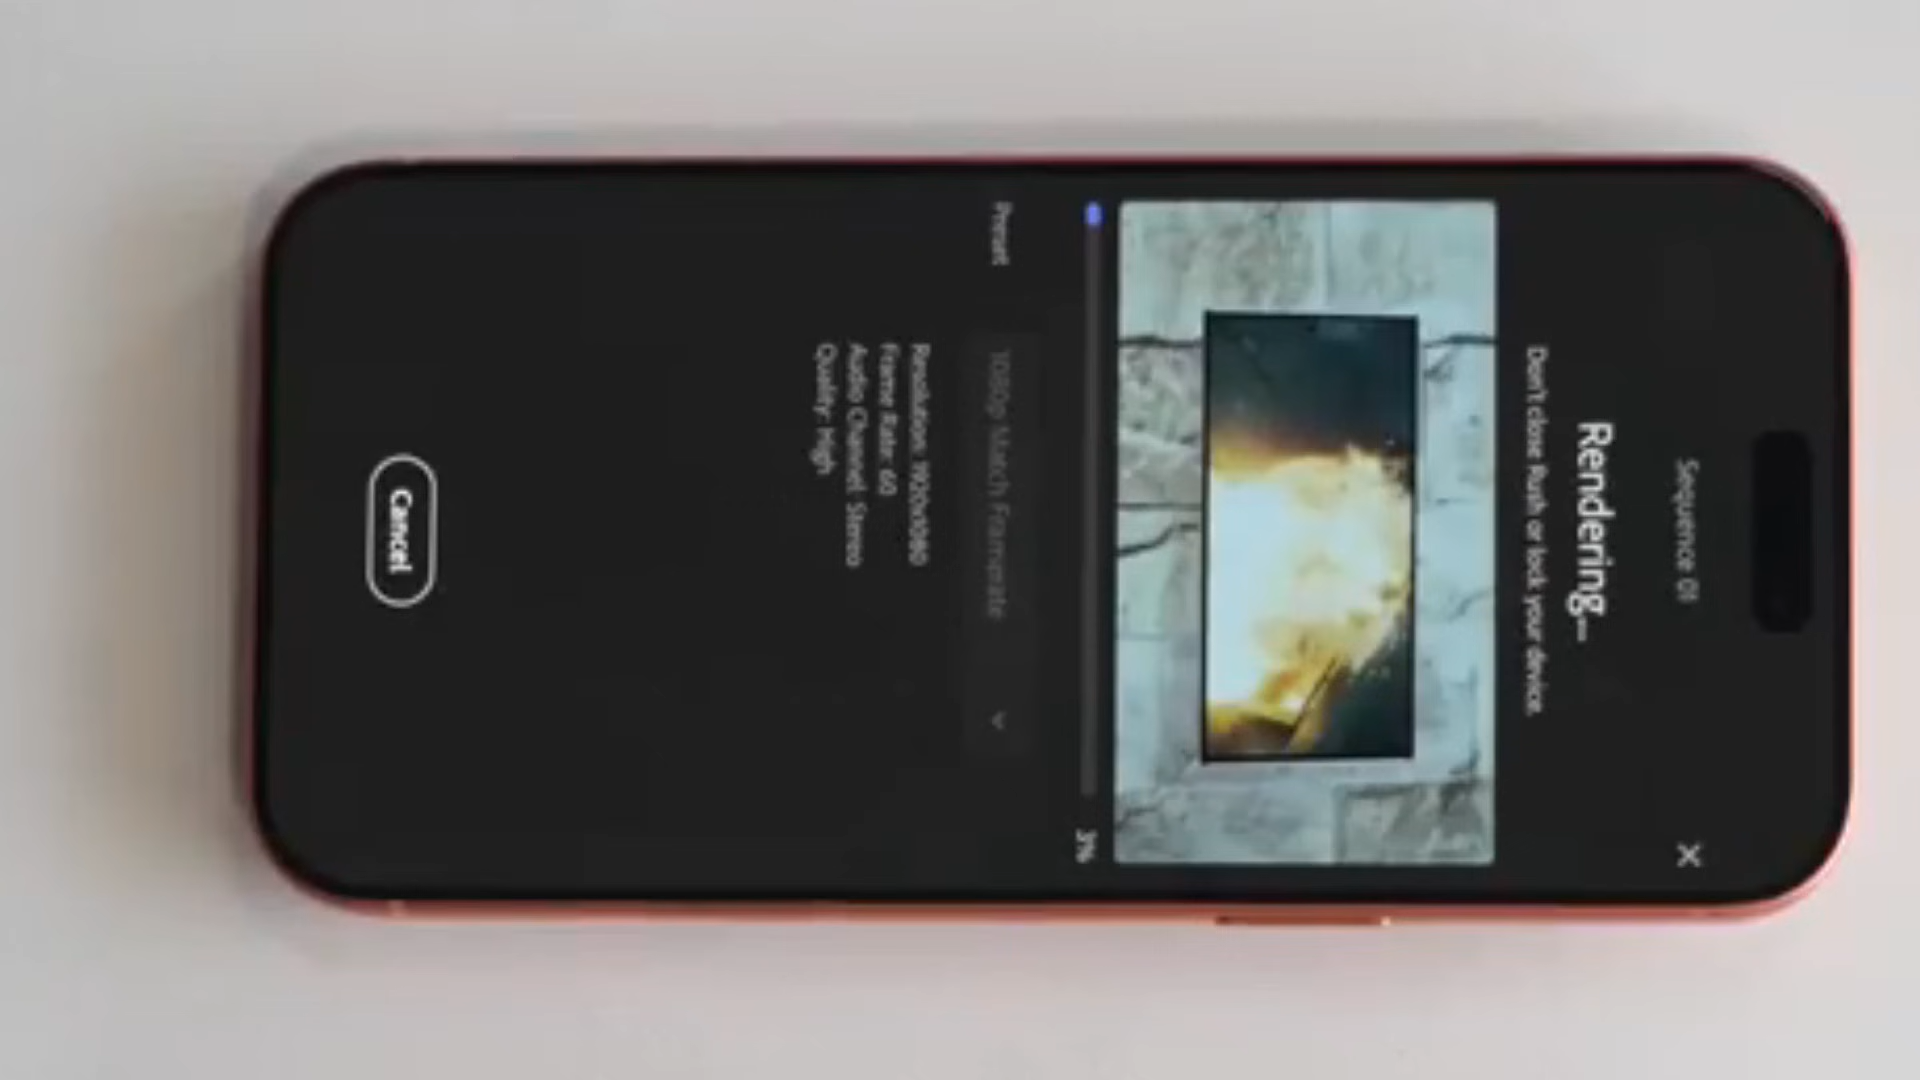 Sequence 01
Rendering...
Don't close Rush or lock your device.
3%
Preset
1080p Match Framerate
Resolution: 1920x1080
Frame Rate: 60
Audio Channel: Stereo
Quality: High
Cancel